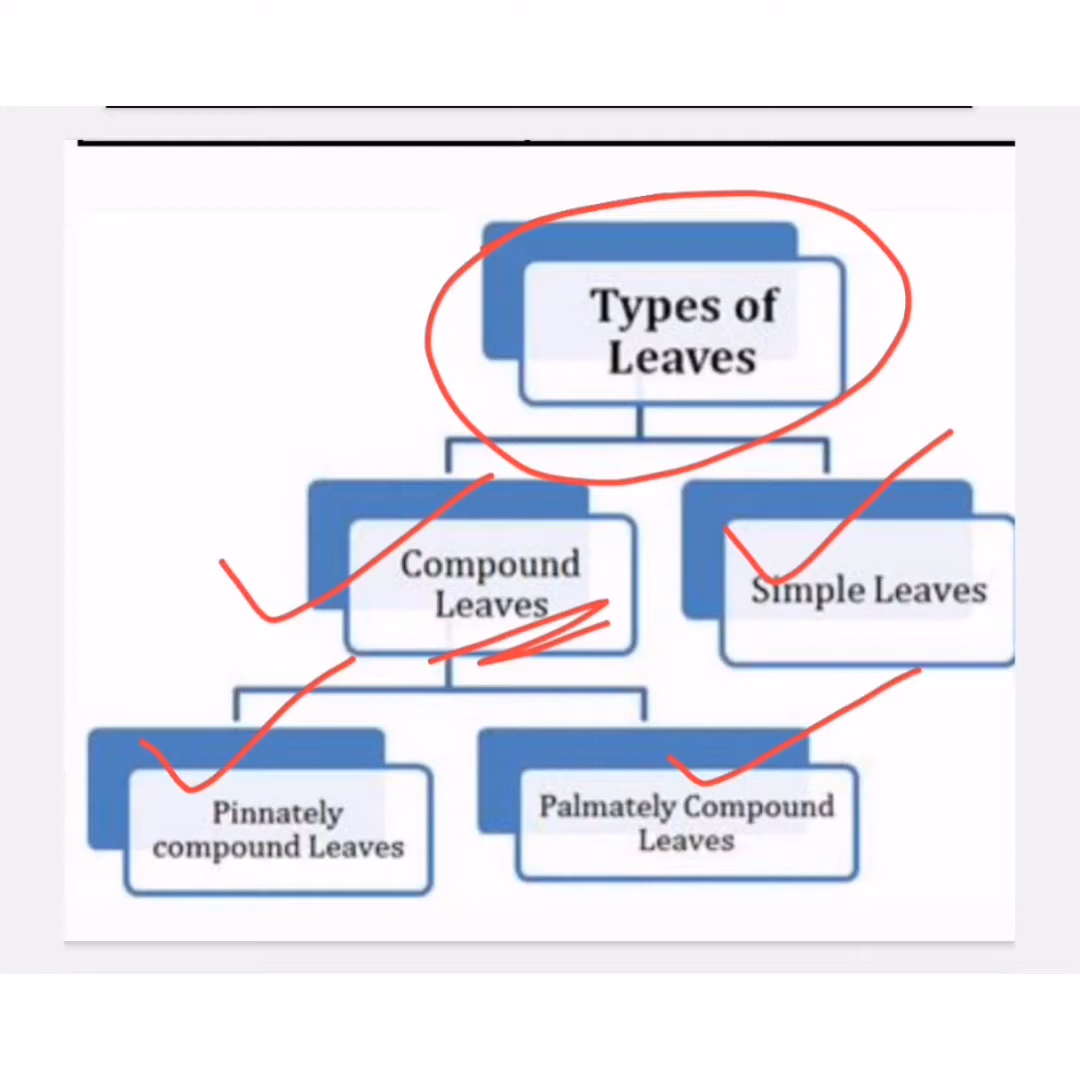 Types of
Leaves
Compound
Leaves
Simple Leaves
Pinnately
compound Leaves
Palmately Compound
Leaves